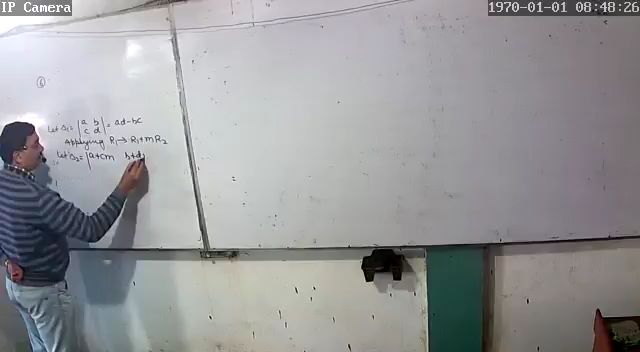 IP Camera
1970-01-01 08:48:26
6
Let Δ₁ = | a b | = ad-bc
| c d |
Applying R₁→R₁+mR₂
Let Δ₂ = | a+cm b+d